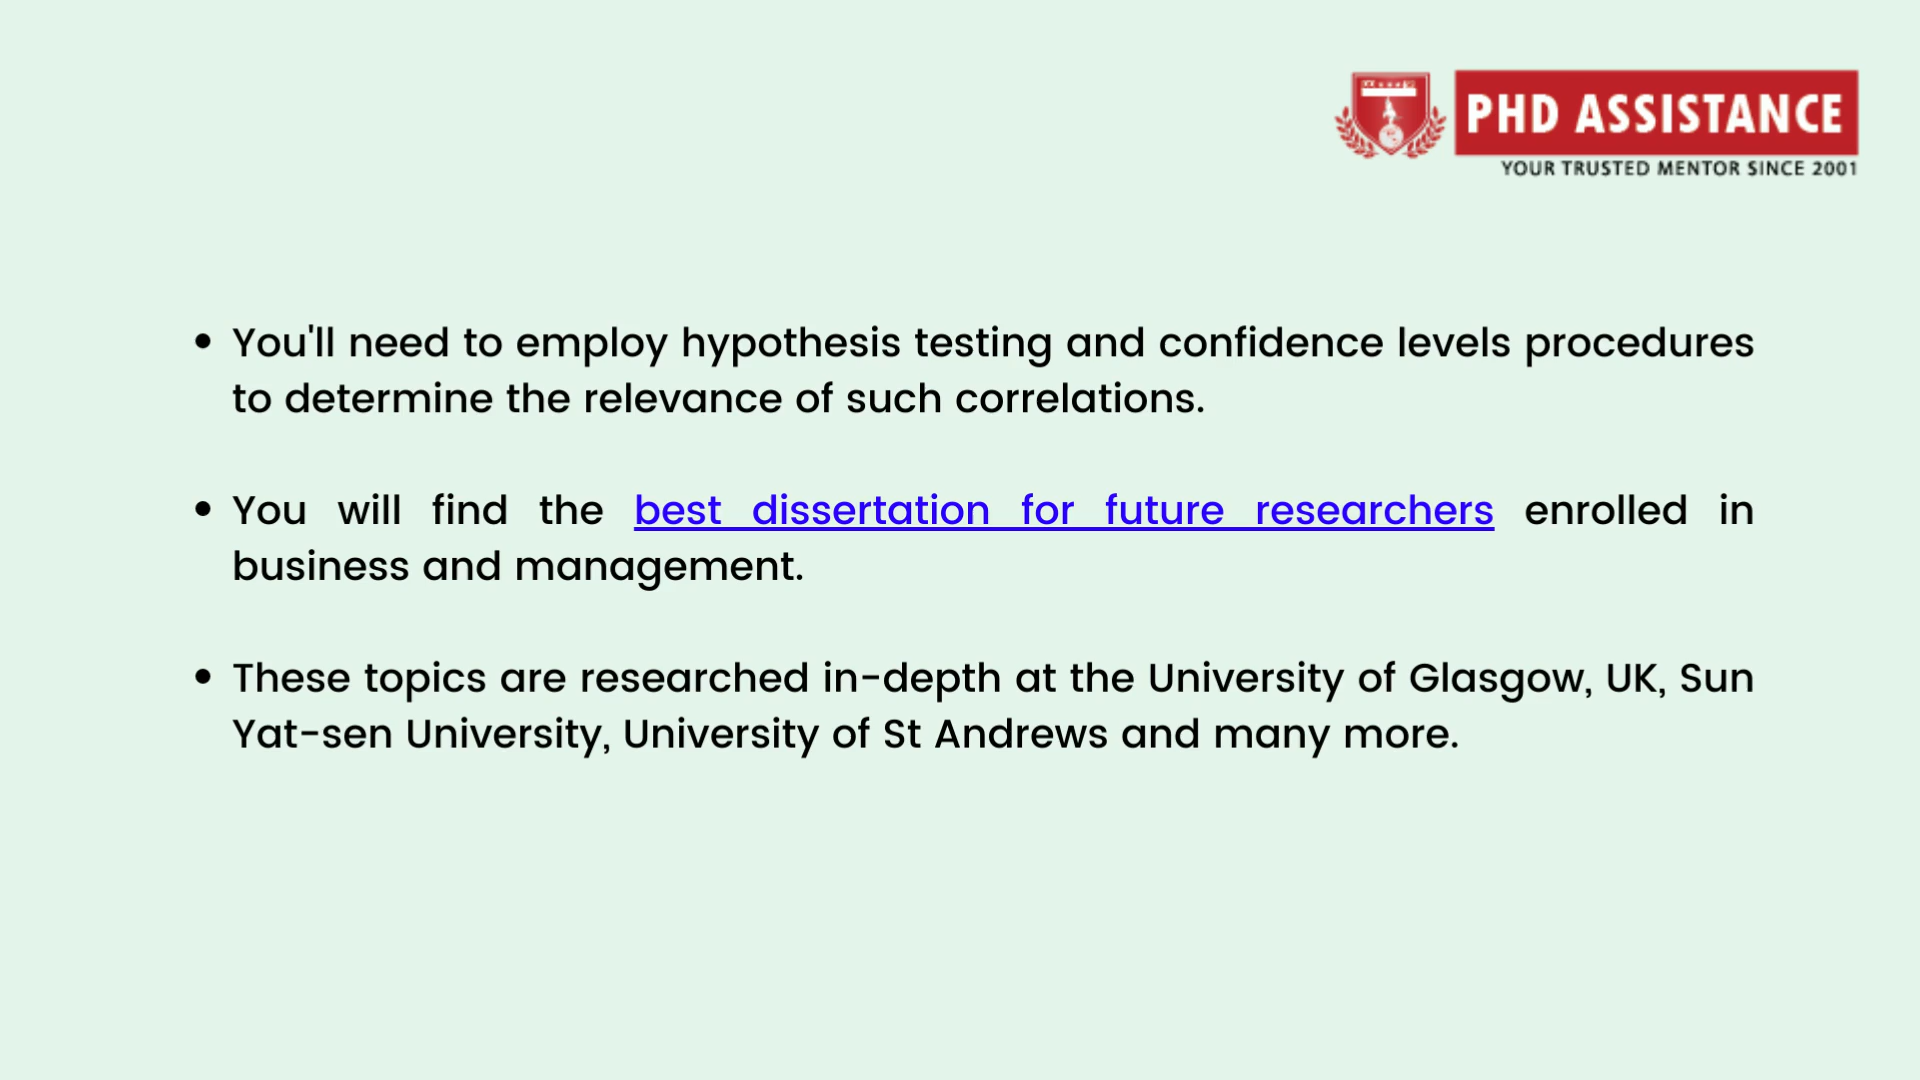 PHD ASSISTANCE
YOUR TRUSTED MENTOR SINCE 2001
• You'll need to employ hypothesis testing and confidence levels procedures
to determine the relevance of such correlations.
• You will find the best dissertation for future researchers enrolled in
business and management.
• These topics are researched in-depth at the University of Glasgow, UK, Sun
Yat-sen University, University of St Andrews and many more.